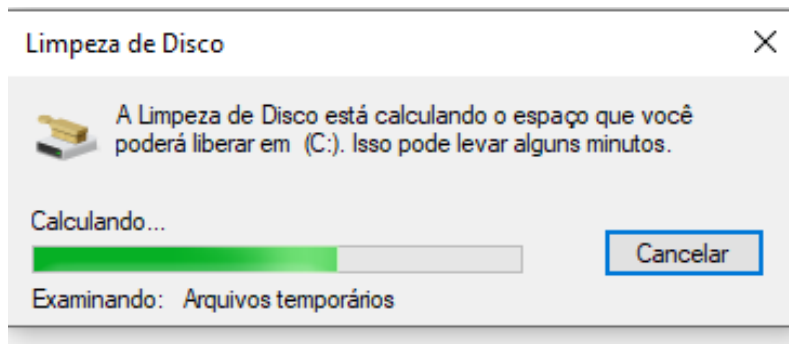 Limpeza de Disco
A Limpeza de Disco está calculando o espaço que você
poderá liberar em  (C:). Isso pode levar alguns minutos.
Calculando...
Cancelar
Examinando:   Arquivos temporários